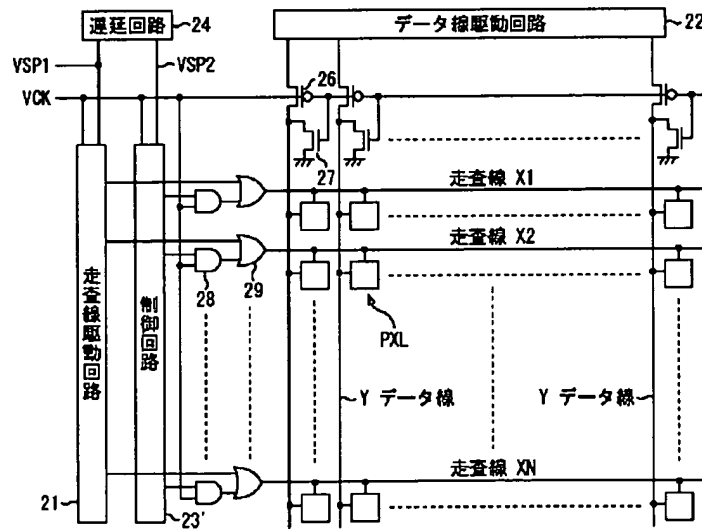 遅延回路
24
データ線駆動回路
22
VSP1
VSP2
26
VCK
27
走査線 X1
走査線 X2
28
29
PXL
走査線駆動回路
制御回路
Y データ線
Y データ線
走査線 XN
21
23'